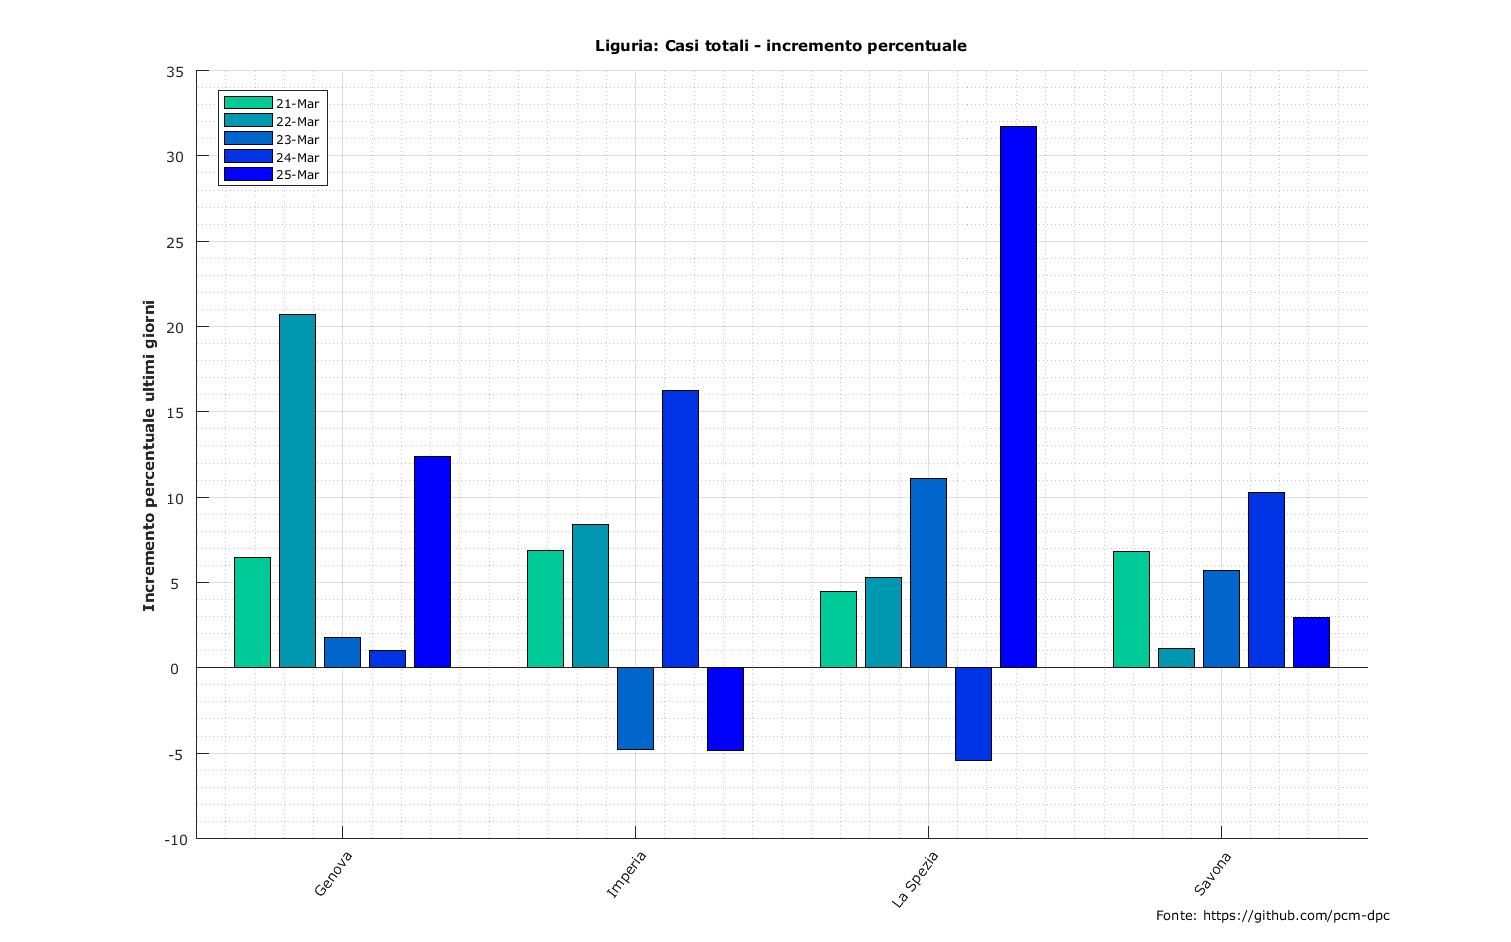 Liguria: Casi totali - incremento percentuale
35
30
25
20
15
10
5
0
-5
-10
Incremento percentuale ultimi giorni
21-Mar
22-Mar
23-Mar
24-Mar
25-Mar
Genova
Imperia
La Spezia
Savona
Fonte: https://github.com/pcm-dpc